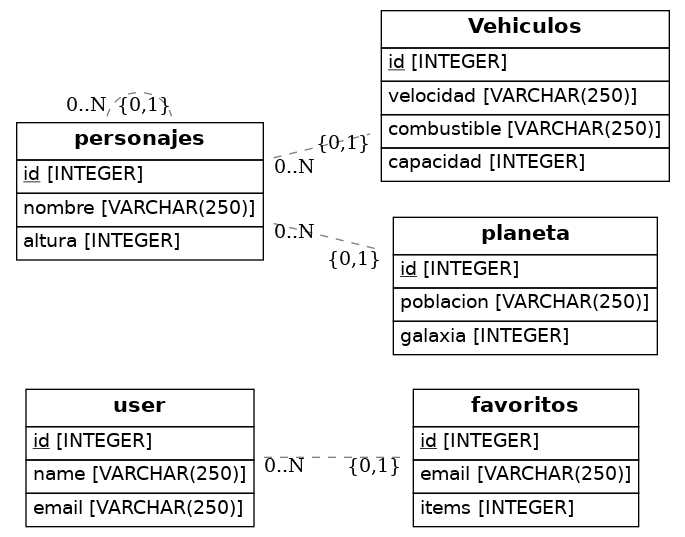 Vehiculos
id [INTEGER]
velocidad [VARCHAR(250)]
combustible [VARCHAR(250)]
capacidad [INTEGER]
0..N {0,1}
personajes
id [INTEGER]
nombre [VARCHAR(250)]
altura [INTEGER]
{0,1}
0..N
0..N
{0,1}
planeta
id [INTEGER]
poblacion [VARCHAR(250)]
galaxia [INTEGER]
user
id [INTEGER]
name [VARCHAR(250)]
email [VARCHAR(250)]
0..N {0,1}
favoritos
id [INTEGER]
email [VARCHAR(250)]
items [INTEGER]